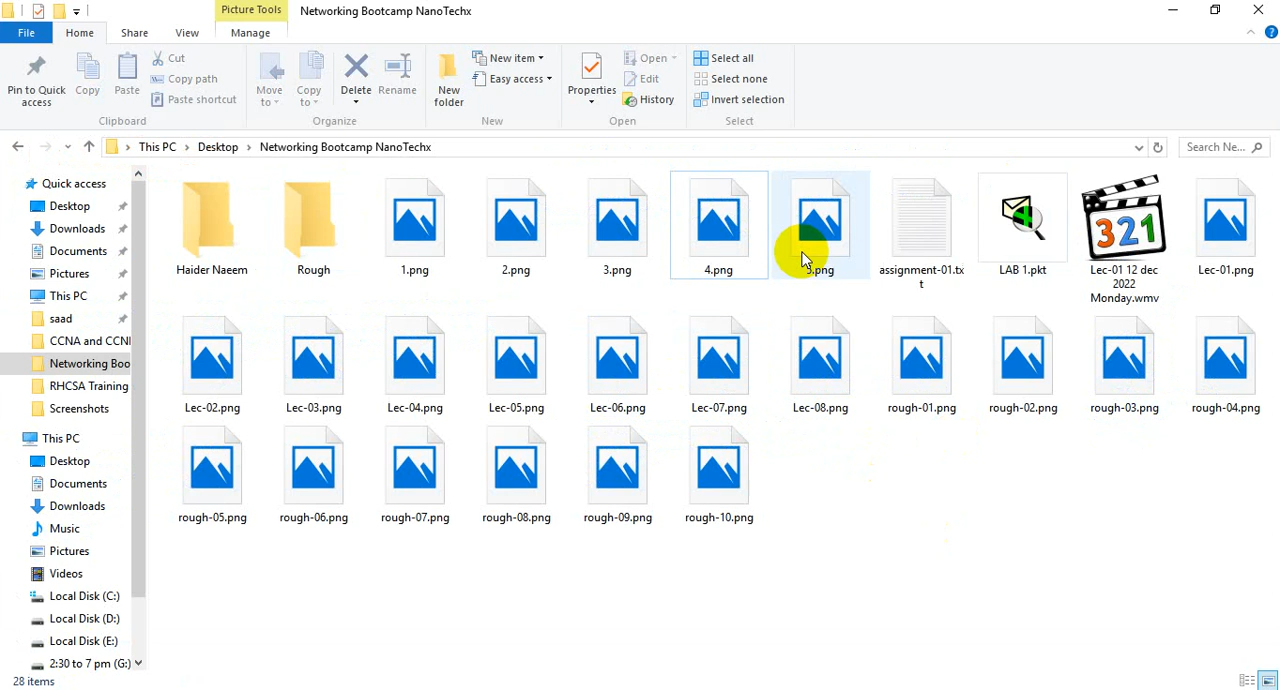 Picture Tools
Networking Bootcamp NanoTechx
File
Home
Share
View
Manage
Pin to Quick access
Copy
Paste
Cut
Copy path
Paste shortcut
Clipboard
Move to
Copy to
Delete
Rename
Organize
New folder
New item
Easy access
New
Properties
Open
Edit
History
Open
Select all
Select none
Invert selection
Select
This PC
Desktop
Networking Bootcamp NanoTechx
Search Ne...
Quick access
Desktop
Downloads
Documents
Pictures
This PC
saad
CCNA and CCN
Networking Boo
RHCSA Training
Screenshots
This PC
Desktop
Documents
Downloads
Music
Pictures
Videos
Local Disk (C:)
Local Disk (D:)
Local Disk (E:)
2:30 to 7 pm (G:)
Haider Naeem
Rough
1.png
2.png
3.png
4.png
5.png
assignment-01.tx
t
LAB 1.pkt
321
Lec-01 12 dec
2022
Monday.wmv
Lec-01.png
Lec-02.png
Lec-03.png
Lec-04.png
Lec-05.png
Lec-06.png
Lec-07.png
Lec-08.png
rough-01.png
rough-02.png
rough-03.png
rough-04.png
rough-05.png
rough-06.png
rough-07.png
rough-08.png
rough-09.png
rough-10.png
28 items